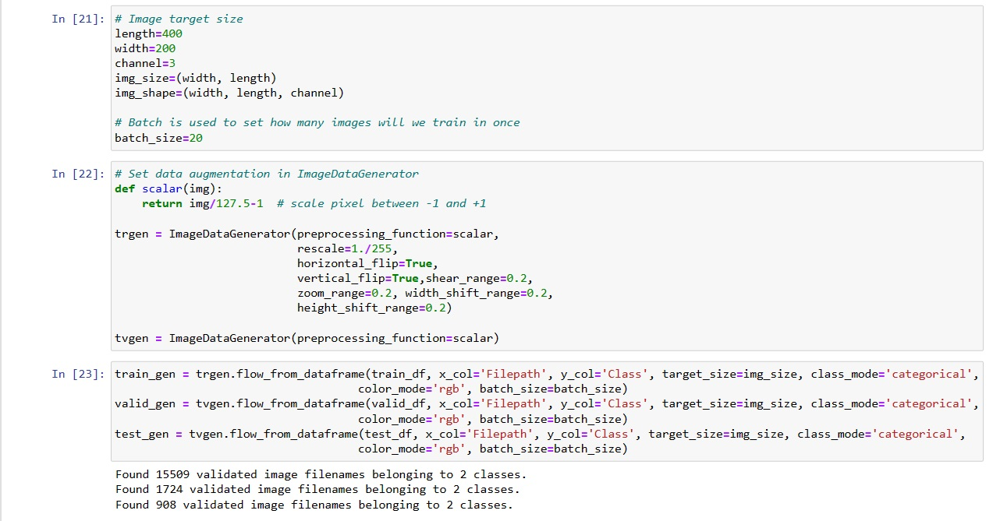 In [21]: # Image target size
length=400
width=200
channel=3
img_size=(width, length)
img_shape=(width, length, channel)
# Batch is used to set how many images will we train in once
batch_size=20
In [22]: # Set data augmentation in ImageDataGenerator
def scalar(img):
    return img/127.5-1  # scale pixel between -1 and +1
trgen = ImageDataGenerator(preprocessing_function=scalar,
                           rescale=1./255,
                           horizontal_flip=True,
                           vertical_flip=True,shear_range=0.2,
                           zoom_range=0.2, width_shift_range=0.2,
                           height_shift_range=0.2)
tvgen = ImageDataGenerator(preprocessing_function=scalar)
In [23]: train_gen = trgen.flow_from_dataframe(train_df, x_col='Filepath', y_col='Class', target_size=img_size, class_mode='categorical',
                                    color_mode='rgb', batch_size=batch_size)
valid_gen = tvgen.flow_from_dataframe(valid_df, x_col='Filepath', y_col='Class', target_size=img_size, class_mode='categorical',
                                    color_mode='rgb', batch_size=batch_size)
test_gen = tvgen.flow_from_dataframe(test_df, x_col='Filepath', y_col='Class', target_size=img_size, class_mode='categorical',
                                    color_mode='rgb', batch_size=batch_size)
Found 15509 validated image filenames belonging to 2 classes.
Found 1724 validated image filenames belonging to 2 classes.
Found 908 validated image filenames belonging to 2 classes.